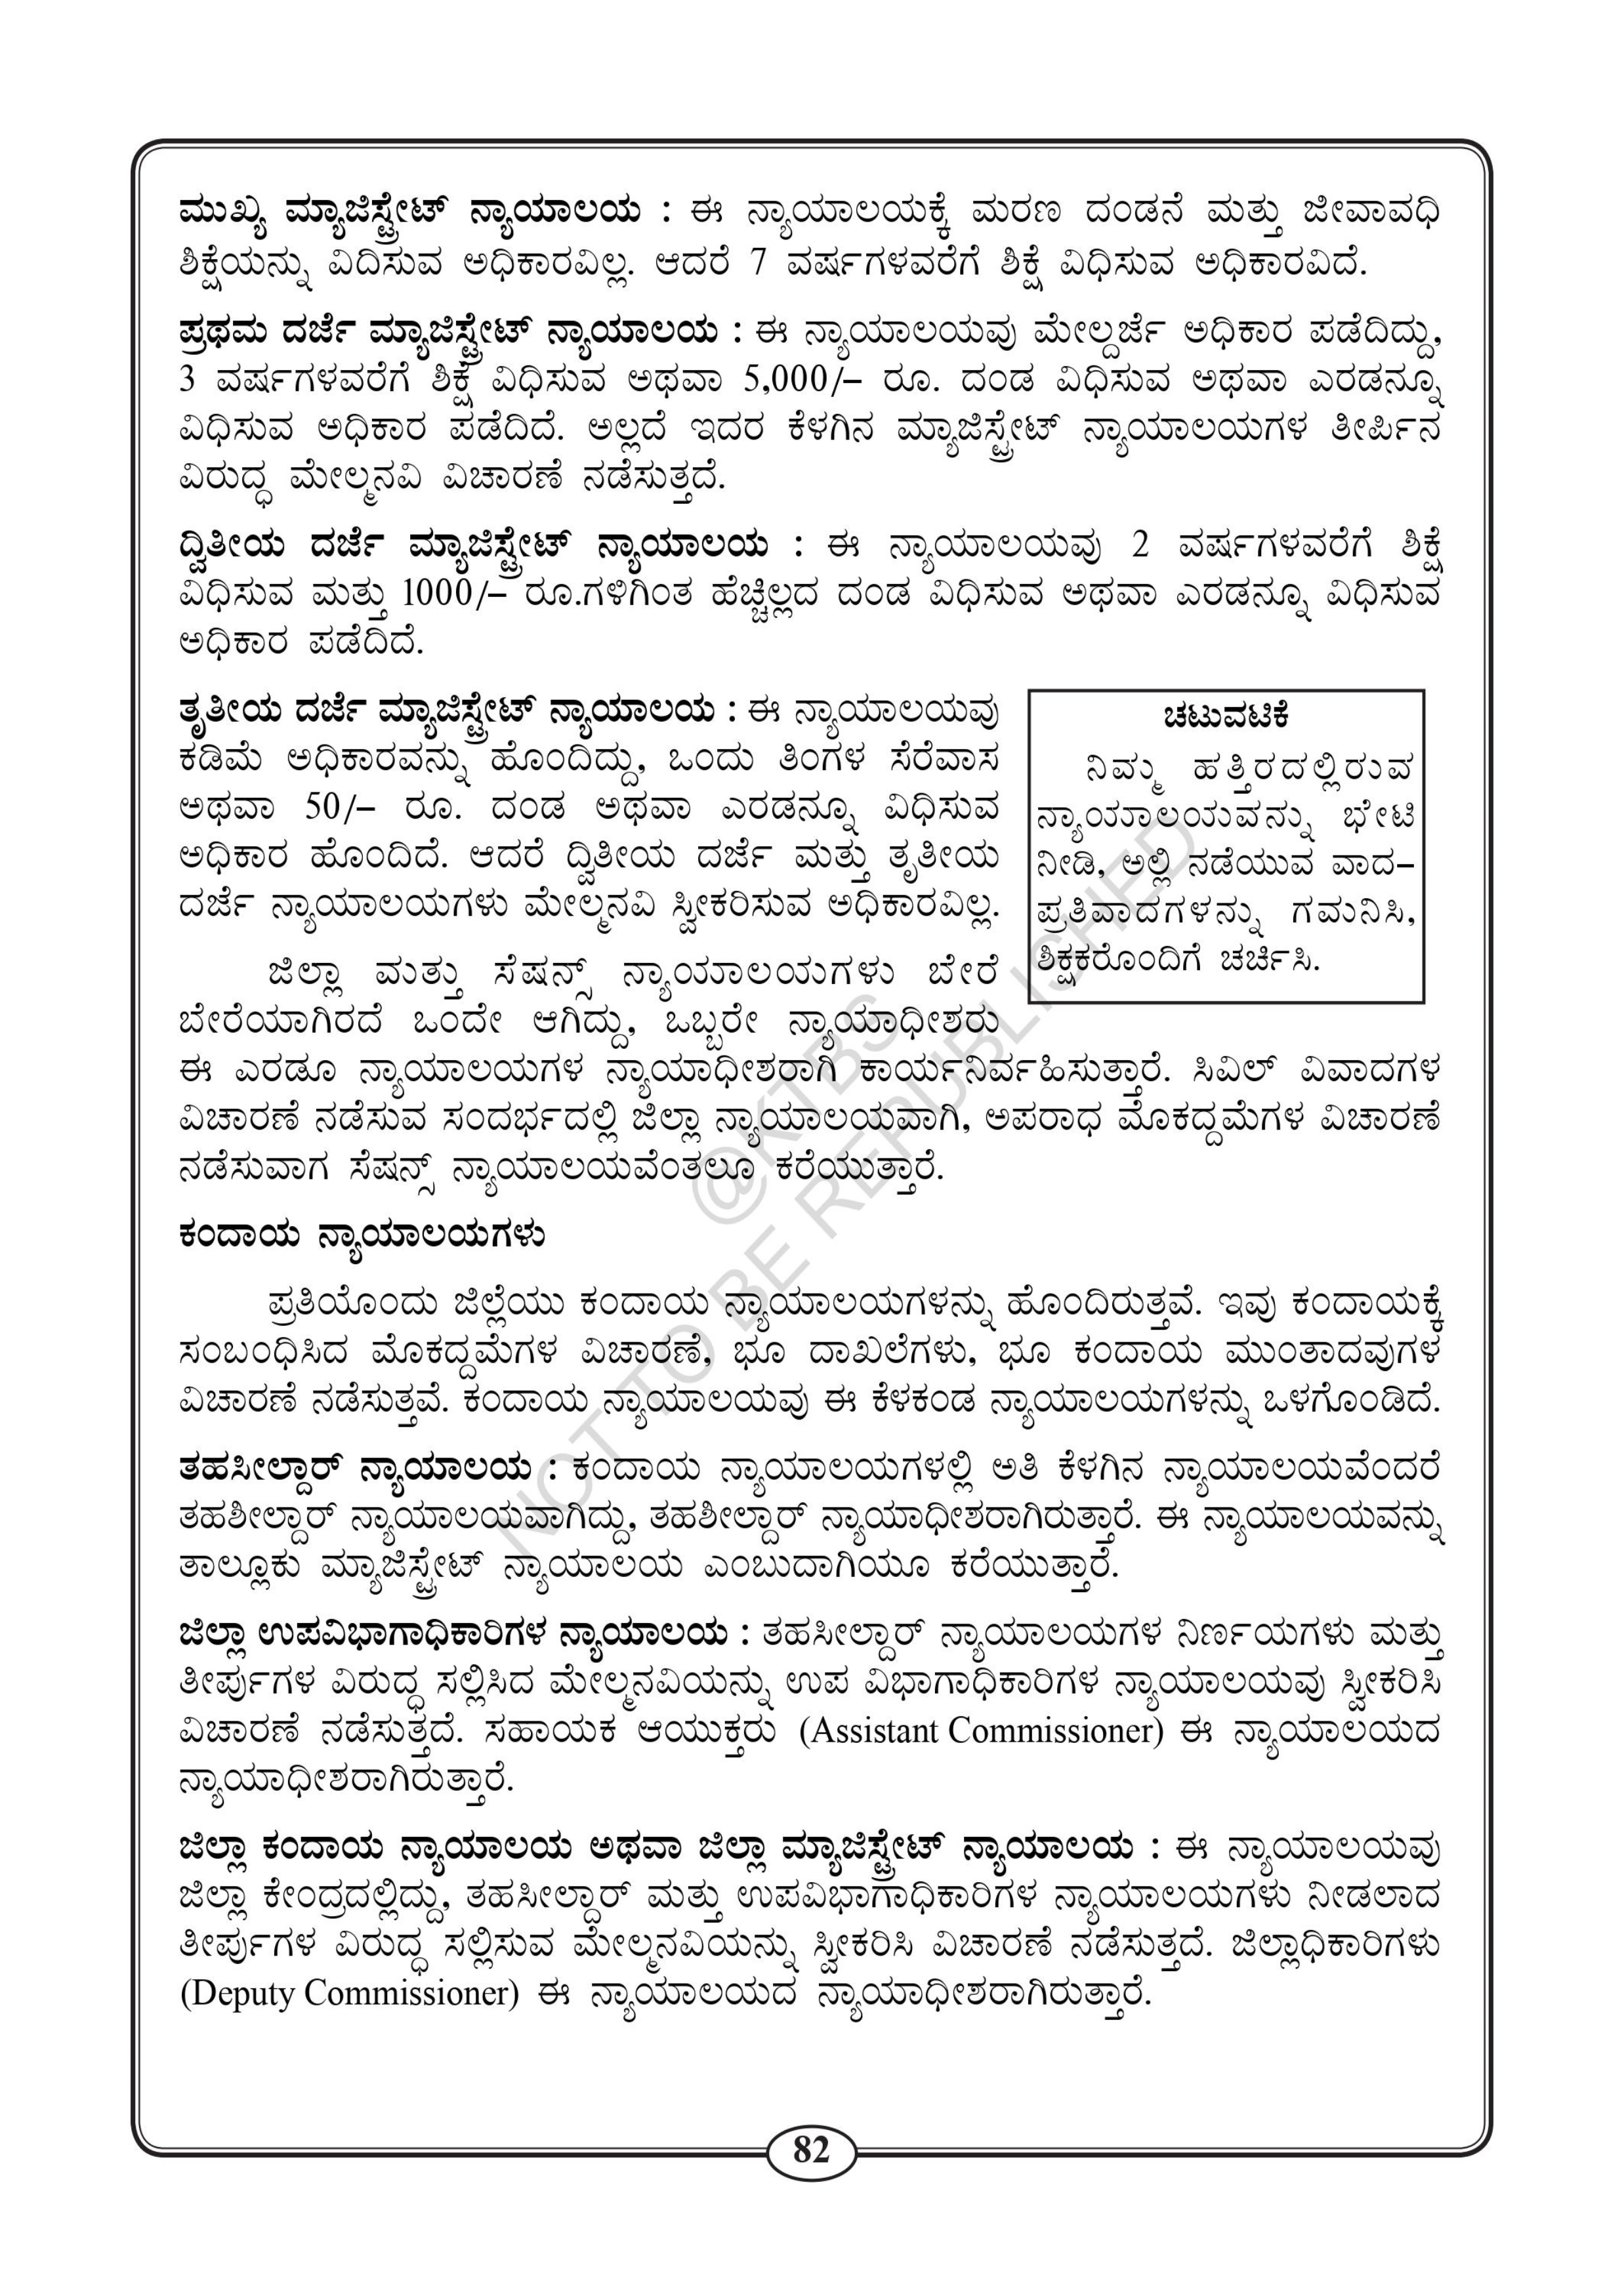 ಮುಖ್ಯ ಮ್ಯಾಜಿಸ್ಟ್ರೇಟ್ ನ್ಯಾಯಾಲಯ : ಈ ನ್ಯಾಯಾಲಯಕ್ಕೆ ಮರಣ ದಂಡನೆ ಮತ್ತು ಜೀವಾವಧಿ
ಶಿಕ್ಷೆಯನ್ನು ವಿದಿಸುವ ಅಧಿಕಾರವಿಲ್ಲ. ಆದರೆ 7 ವರ್ಷಗಳವರೆಗೆ ಶಿಕ್ಷೆ ವಿಧಿಸುವ ಅಧಿಕಾರವಿದೆ.
ಪ್ರಥಮ ದರ್ಜೆ ಮ್ಯಾಜಿಸ್ಟ್ರೇಟ್ ನ್ಯಾಯಾಲಯ : ಈ ನ್ಯಾಯಾಲಯವು ಮೇಲ್ದರ್ಜೆ ಅಧಿಕಾರ ಪಡೆದಿದ್ದು,
3 ವರ್ಷಗಳವರೆಗೆ ಶಿಕ್ಷೆ ವಿಧಿಸುವ ಅಥವಾ 5,000/– ರೂ. ದಂಡ ವಿಧಿಸುವ ಅಥವಾ ಎರಡನ್ನೂ
ವಿಧಿಸುವ ಅಧಿಕಾರ ಪಡೆದಿದೆ. ಅಲ್ಲದೆ ಇದರ ಕೆಳಗಿನ ಮ್ಯಾಜಿಸ್ಟ್ರೇಟ್ ನ್ಯಾಯಾಲಯಗಳ ತೀರ್ಪಿನ
ವಿರುದ್ಧ ಮೇಲ್ಮನವಿ ವಿಚಾರಣೆ ನಡೆಸುತ್ತದೆ.
ದ್ವಿತೀಯ ದರ್ಜೆ ಮ್ಯಾಜಿಸ್ಟ್ರೇಟ್ ನ್ಯಾಯಾಲಯ : ಈ ನ್ಯಾಯಾಲಯವು 2 ವರ್ಷಗಳವರೆಗೆ ಶಿಕ್ಷೆ
ವಿಧಿಸುವ ಮತ್ತು 1000/– ರೂ.ಗಳಿಗಿಂತ ಹೆಚ್ಚಿಲ್ಲದ ದಂಡ ವಿಧಿಸುವ ಅಥವಾ ಎರಡನ್ನೂ ವಿಧಿಸುವ
ಅಧಿಕಾರ ಪಡೆದಿದೆ.
ತೃತೀಯ ದರ್ಜೆ ಮ್ಯಾಜಿಸ್ಟ್ರೇಟ್ ನ್ಯಾಯಾಲಯ : ಈ ನ್ಯಾಯಾಲಯವು
ಕಡಿಮೆ ಅಧಿಕಾರವನ್ನು ಹೊಂದಿದ್ದು, ಒಂದು ತಿಂಗಳ ಸೆರೆವಾಸ
ಅಥವಾ 50/– ರೂ. ದಂಡ ಅಥವಾ ಎರಡನ್ನೂ ವಿಧಿಸುವ
ಅಧಿಕಾರ ಹೊಂದಿದೆ. ಆದರೆ ದ್ವಿತೀಯ ದರ್ಜೆ ಮತ್ತು ತೃತೀಯ
ದರ್ಜೆ ನ್ಯಾಯಾಲಯಗಳು ಮೇಲ್ಮನವಿ ಸ್ವೀಕರಿಸುವ ಅಧಿಕಾರವಿಲ್ಲ.
ಚಟುವಟಿಕೆ
ನಿಮ್ಮ ಹತ್ತಿರದಲ್ಲಿರುವ
ನ್ಯಾಯಾಲಯವನ್ನು ಭೇಟಿ
ನೀಡಿ, ಅಲ್ಲಿ ನಡೆಯುವ ವಾದ–
ಪ್ರತಿವಾದಗಳನ್ನು ಗಮನಿಸಿ,
ಶಿಕ್ಷಕರೊಂದಿಗೆ ಚರ್ಚಿಸಿ.
ಜಿಲ್ಲಾ ಮತ್ತು ಸೆಷನ್ಸ್ ನ್ಯಾಯಾಲಯಗಳು ಬೇರೆ
ಬೇರೆಯಾಗಿರದೆ ಒಂದೇ ಆಗಿದ್ದು, ಒಬ್ಬರೇ ನ್ಯಾಯಾಧೀಶರು
ಈ ಎರಡೂ ನ್ಯಾಯಾಲಯಗಳ ನ್ಯಾಯಾಧೀಶರಾಗಿ ಕಾರ್ಯನಿರ್ವಹಿಸುತ್ತಾರೆ. ಸಿವಿಲ್ ವಿವಾದಗಳ
ವಿಚಾರಣೆ ನಡೆಸುವ ಸಂದರ್ಭದಲ್ಲಿ ಜಿಲ್ಲಾ ನ್ಯಾಯಾಲಯವಾಗಿ, ಅಪರಾಧ ಮೊಕದ್ದಮೆಗಳ ವಿಚಾರಣೆ
ನಡೆಸುವಾಗ ಸೆಷನ್ಸ್ ನ್ಯಾಯಾಲಯವೆಂತಲೂ ಕರೆಯುತ್ತಾರೆ.
ಕಂದಾಯ ನ್ಯಾಯಾಲಯಗಳು
ಪ್ರತಿಯೊಂದು ಜಿಲ್ಲೆಯು ಕಂದಾಯ ನ್ಯಾಯಾಲಯಗಳನ್ನು ಹೊಂದಿರುತ್ತವೆ. ಇವು ಕಂದಾಯಕ್ಕೆ
ಸಂಬಂಧಿಸಿದ ಮೊಕದ್ದಮೆಗಳ ವಿಚಾರಣೆ, ಭೂ ದಾಖಲೆಗಳು, ಭೂ ಕಂದಾಯ ಮುಂತಾದವುಗಳ
ವಿಚಾರಣೆ ನಡೆಸುತ್ತವೆ. ಕಂದಾಯ ನ್ಯಾಯಾಲಯವು ಈ ಕೆಳಕಂಡ ನ್ಯಾಯಾಲಯಗಳನ್ನು ಒಳಗೊಂಡಿದೆ.
ತಹಸೀಲ್ದಾರ್ ನ್ಯಾಯಾಲಯ : ಕಂದಾಯ ನ್ಯಾಯಾಲಯಗಳಲ್ಲಿ ಅತಿ ಕೆಳಗಿನ ನ್ಯಾಯಾಲಯವೆಂದರೆ
ತಹಶೀಲ್ದಾರ್ ನ್ಯಾಯಾಲಯವಾಗಿದ್ದು, ತಹಶೀಲ್ದಾರ್ ನ್ಯಾಯಾಧೀಶರಾಗಿರುತ್ತಾರೆ. ಈ ನ್ಯಾಯಾಲಯವನ್ನು
ತಾಲ್ಲೂಕು ಮ್ಯಾಜಿಸ್ಟ್ರೇಟ್ ನ್ಯಾಯಾಲಯ ಎಂಬುದಾಗಿಯೂ ಕರೆಯುತ್ತಾರೆ.
ಜಿಲ್ಲಾ ಉಪವಿಭಾಗಾಧಿಕಾರಿಗಳ ನ್ಯಾಯಾಲಯ : ತಹಸೀಲ್ದಾರ್ ನ್ಯಾಯಾಲಯಗಳ ನಿರ್ಣಯಗಳು ಮತ್ತು
ತೀರ್ಪುಗಳ ವಿರುದ್ಧ ಸಲ್ಲಿಸಿದ ಮೇಲ್ಮನವಿಯನ್ನು ಉಪ ವಿಭಾಗಾಧಿಕಾರಿಗಳ ನ್ಯಾಯಾಲಯವು ಸ್ವೀಕರಿಸಿ
ವಿಚಾರಣೆ ನಡೆಸುತ್ತದೆ. ಸಹಾಯಕ ಆಯುಕ್ತರು (Assistant Commissioner) ಈ ನ್ಯಾಯಾಲಯದ
ನ್ಯಾಯಾಧೀಶರಾಗಿರುತ್ತಾರೆ.
ಜಿಲ್ಲಾ ಕಂದಾಯ ನ್ಯಾಯಾಲಯ ಅಥವಾ ಜಿಲ್ಲಾ ಮ್ಯಾಜಿಸ್ಟ್ರೇಟ್ ನ್ಯಾಯಾಲಯ : ಈ ನ್ಯಾಯಾಲಯವು
ಜಿಲ್ಲಾ ಕೇಂದ್ರದಲ್ಲಿದ್ದು, ತಹಸೀಲ್ದಾರ್ ಮತ್ತು ಉಪವಿಭಾಗಾಧಿಕಾರಿಗಳ ನ್ಯಾಯಾಲಯಗಳು ನೀಡಲಾದ
ತೀರ್ಪುಗಳ ವಿರುದ್ಧ ಸಲ್ಲಿಸುವ ಮೇಲ್ಮನವಿಯನ್ನು ಸ್ವೀಕರಿಸಿ ವಿಚಾರಣೆ ನಡೆಸುತ್ತದೆ. ಜಿಲ್ಲಾಧಿಕಾರಿಗಳು
(Deputy Commissioner) ಈ ನ್ಯಾಯಾಲಯದ ನ್ಯಾಯಾಧೀಶರಾಗಿರುತ್ತಾರೆ.
@KTBS
NOT TO BE REPUBLISHED
82